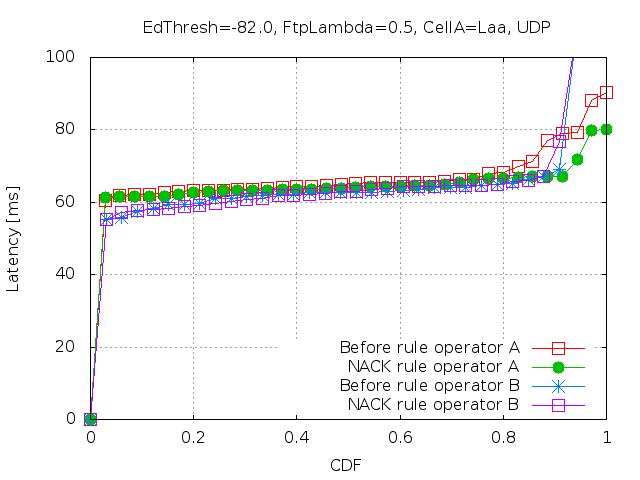 EdThresh=-82.0, FtpLambda=0.5, CellA=Laa, UDP
100
80
60
40
20
0
Latency [ms]
Before rule operator A
NACK rule operator A
Before rule operator B
NACK rule operator B
0 0.2 0.4 0.6 0.8 1
CDF